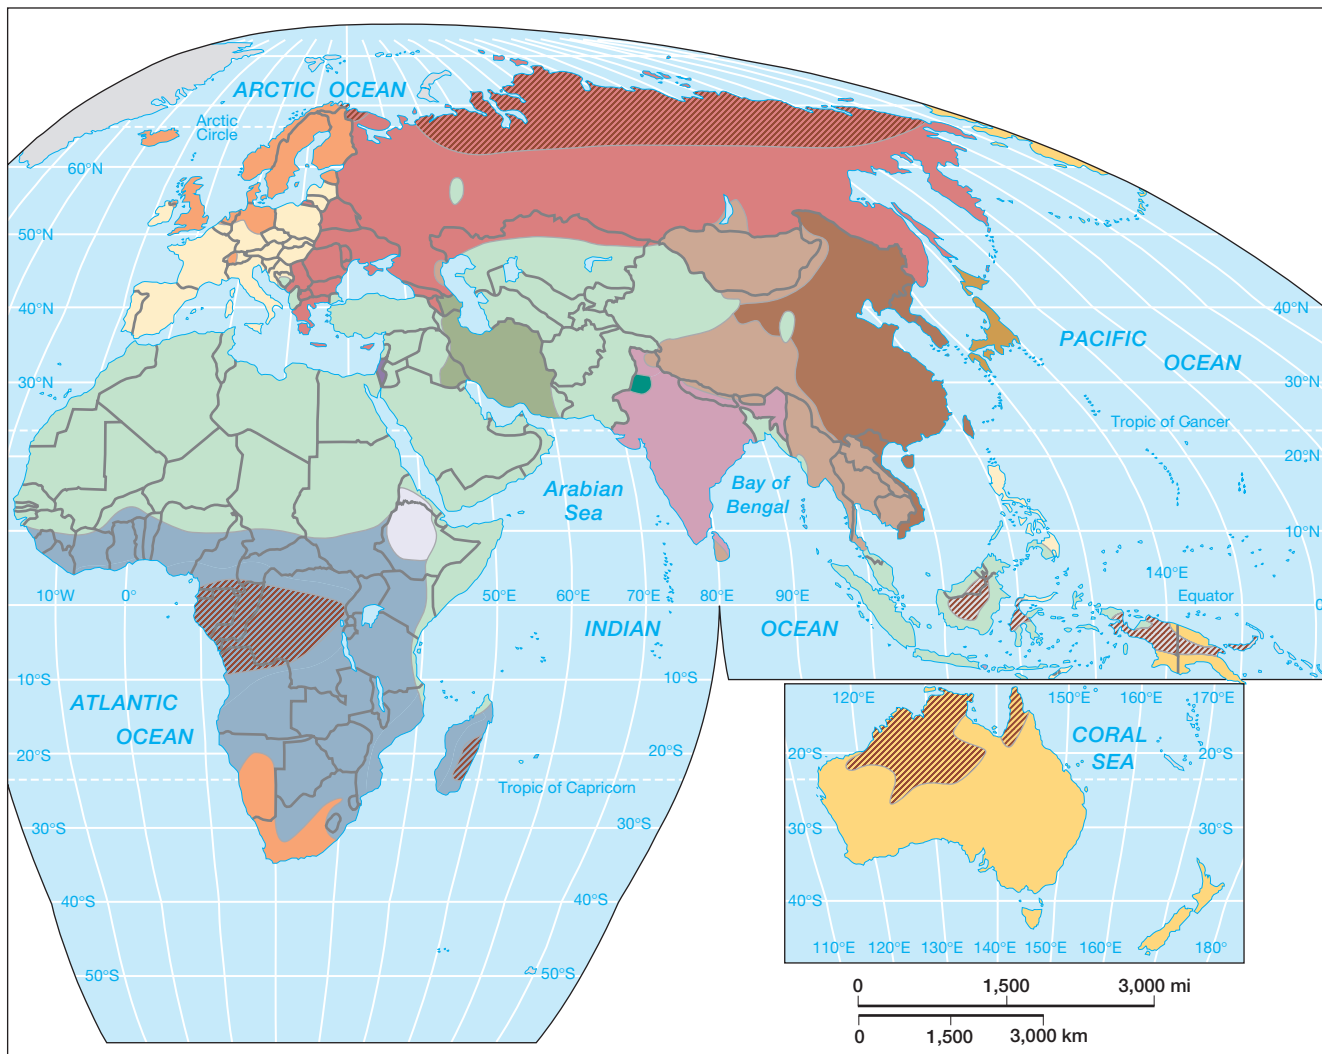 ARCTIC OCEAN
Arctic
Circle
60°N
50°N
50°N
40°N
40°N
PACIFIC
OCEAN
30°N
30°N
Tropic of Cancer
20°N
20°N
Arabian
Sea
Bay of
Bengal
10°N
10°N
140°E
Equator
10°W
0°
50°E
60°E
70°E
80°E
90°E
0
INDIAN
OCEAN
10°S
10°S
ATLANTIC
OCEAN
120°E
150°E
160°E
170°E
CORAL
SEA
20°S
20°S
20°S
Tropic of Capricorn
30°S
30°S
30°S
40°S
40°S
40°S
110°E
120°E
130°E
140°E
150°E
160°E
180°
50°S
50°S
0
1,500
3,000 mi
0
1,500
3,000 km